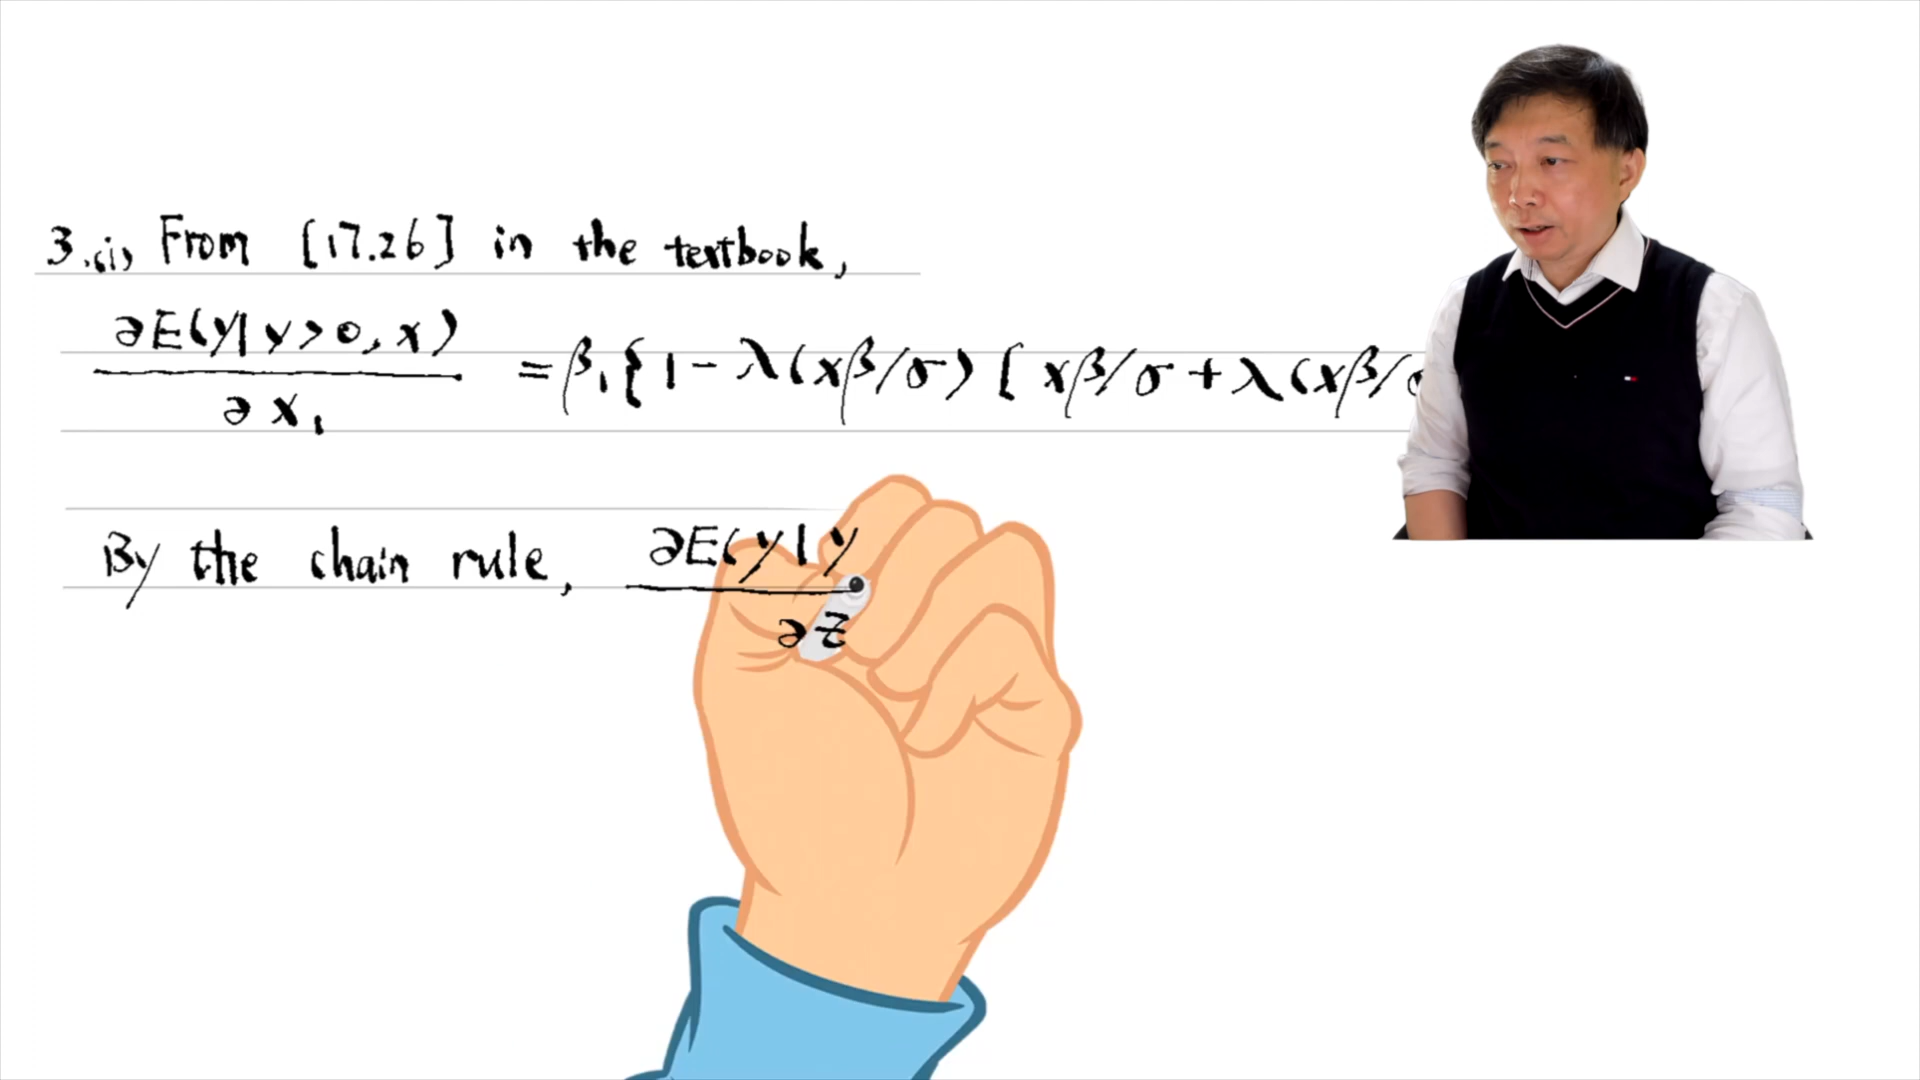 3.(i), From [17.26] in the textbook,
∂E(y|y>0,x)
∂x₁
=β₁{1-λ(xβ/σ)[xβ/σ+λ(xβ/
By the chain rule, ∂E(y|y
∂z